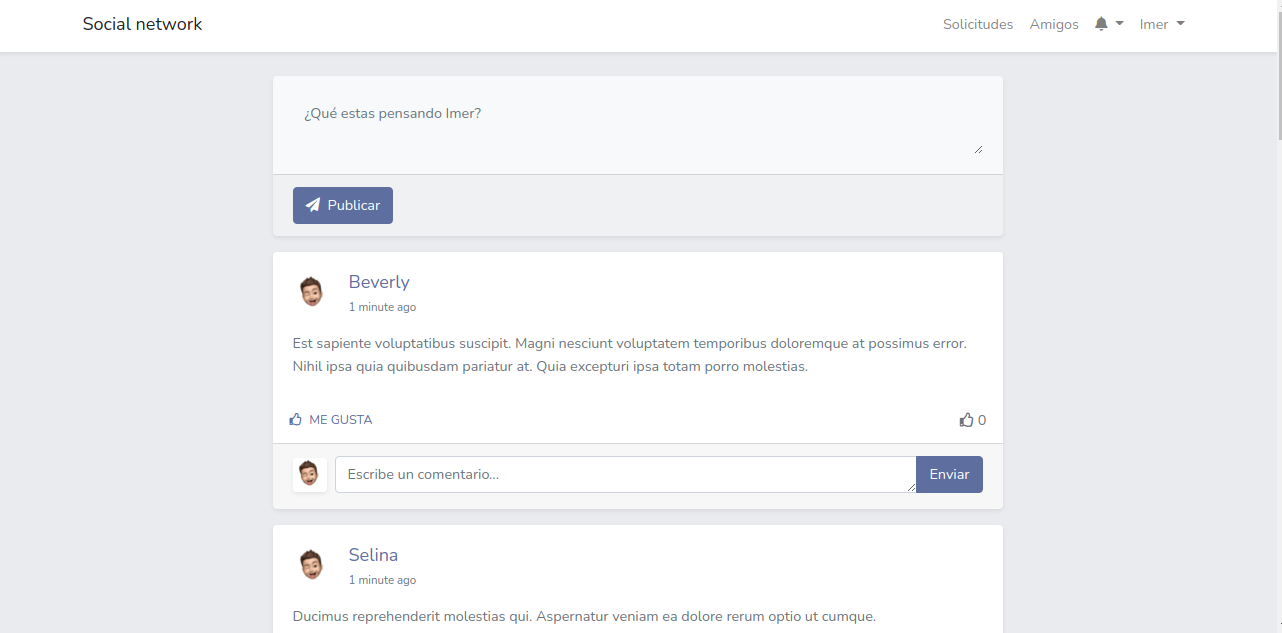 Social network
Solicitudes Amigos Imer
¿Qué estas pensando Imer?
Publicar
Beverly
1 minute ago
Est sapiente voluptatibus suscipit. Magni nesciunt voluptatem temporibus doloremque at possimus error.
Nihil ipsa quia quibusdam pariatur at. Quia excepturi ipsa totam porro molestias.
ME GUSTA 0
Escribe un comentario... Enviar
Selina
1 minute ago
Ducimus reprehenderit molestias qui. Aspernatur veniam ea dolore rerum optio ut cumque.